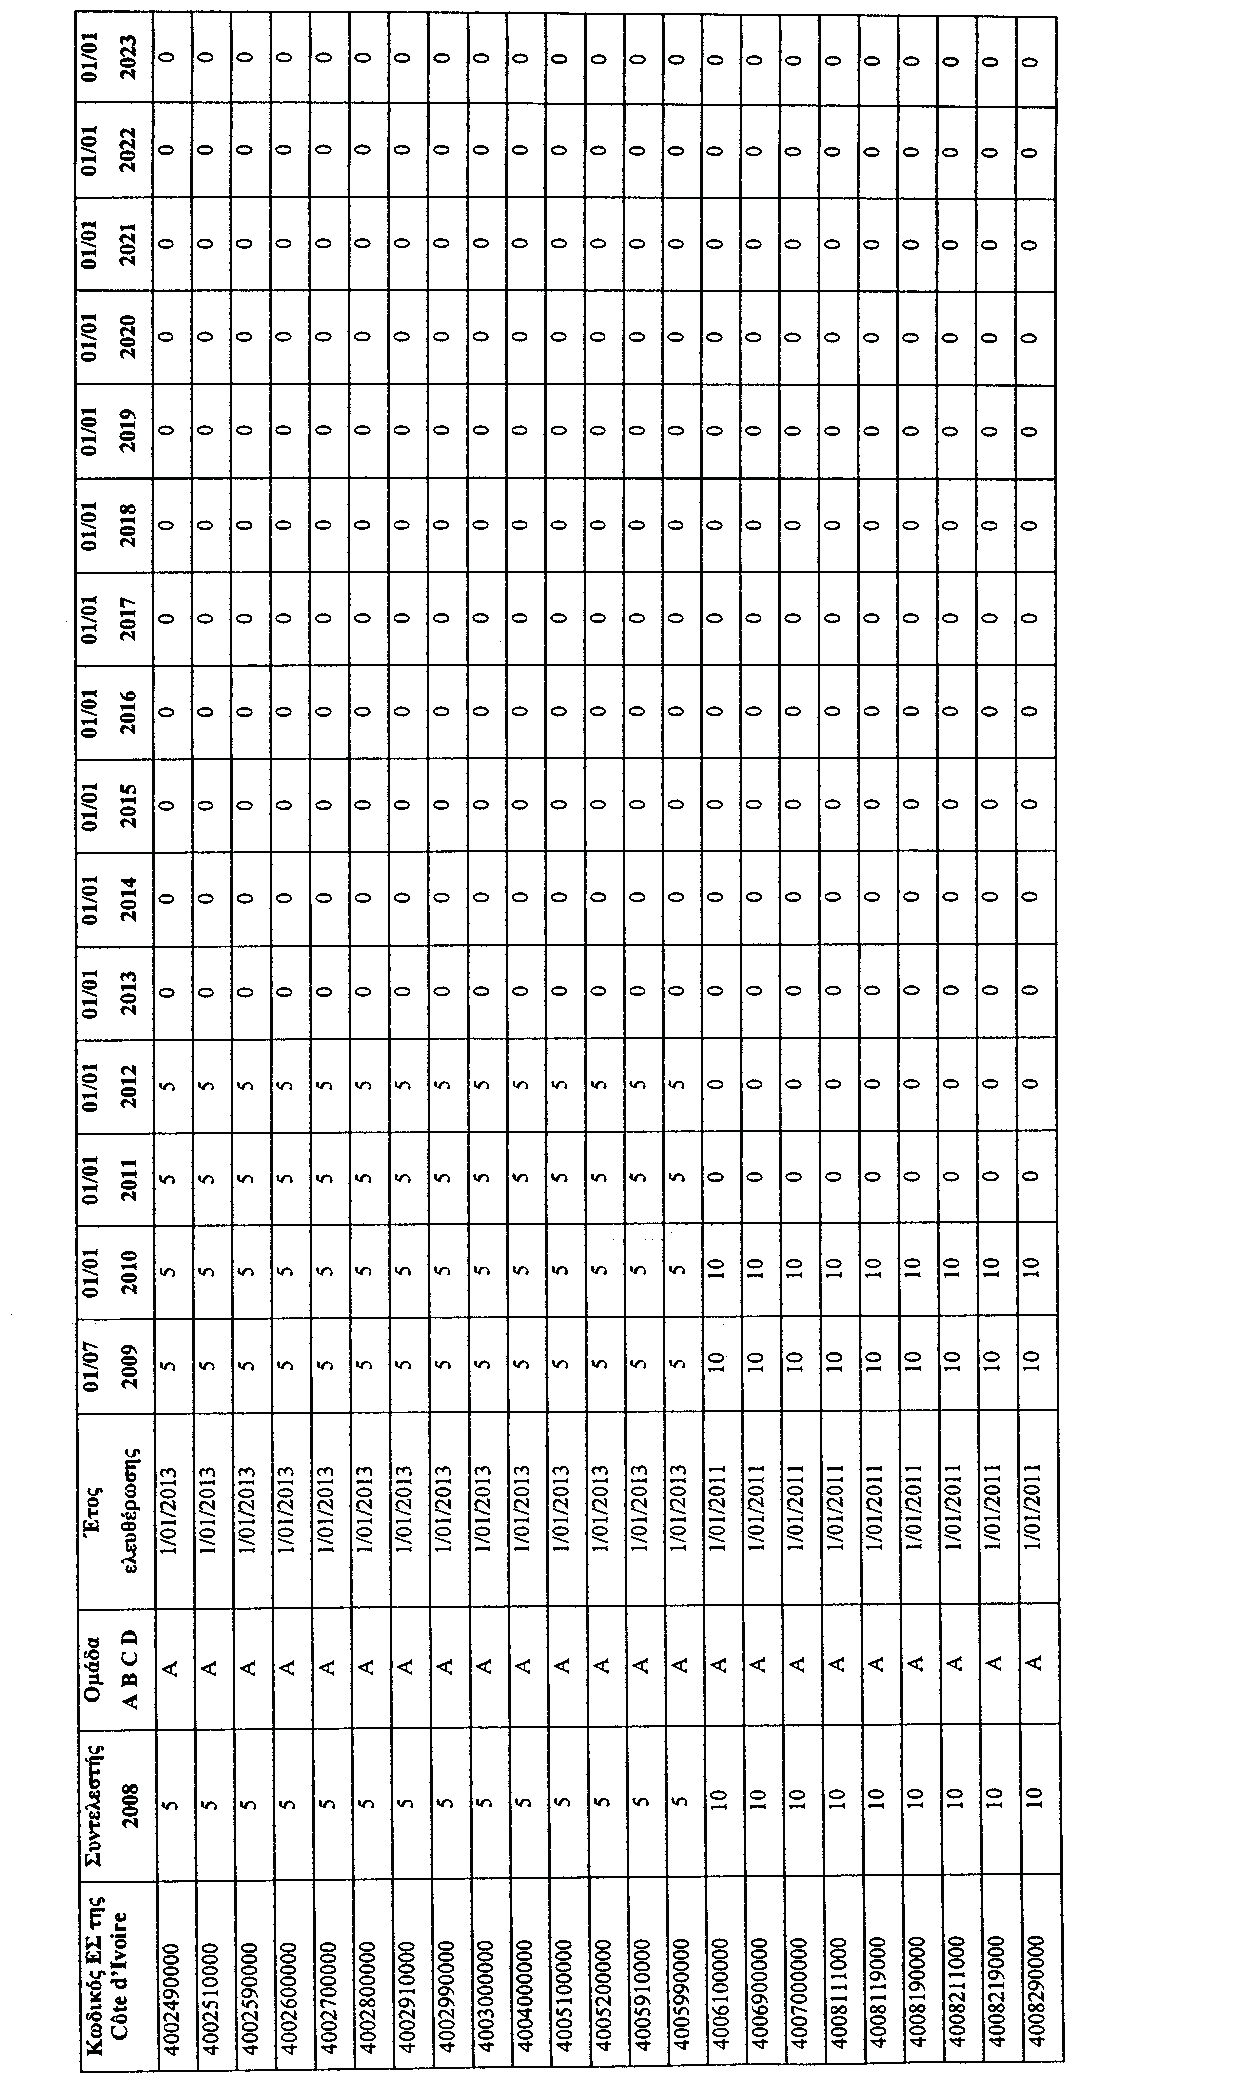 Κωδικός ΕΣ της Côte d'Ivoire Συντελεστής 2008 Ομάδα A B C D Έτος ελευθέρωσης 01/07 2009 01/01 2010 01/01 2011 01/01 2012 01/01 2013 01/01 2014 01/01 2015 01/01 2016 01/01 2017 01/01 2018 01/01 2019 01/01 2020 01/01 2021 01/01 2022 01/01 2023
4002490000 5 A 1/01/2013 5 5 5 5 0 0 0 0 0 0 0 0 0 0 0
4002510000 5 A 1/01/2013 5 5 5 5 0 0 0 0 0 0 0 0 0 0 0
4002590000 5 A 1/01/2013 5 5 5 5 0 0 0 0 0 0 0 0 0 0 0
4002600000 5 A 1/01/2013 5 5 5 5 0 0 0 0 0 0 0 0 0 0 0
4002700000 5 A 1/01/2013 5 5 5 5 0 0 0 0 0 0 0 0 0 0 0
4002800000 5 A 1/01/2013 5 5 5 5 0 0 0 0 0 0 0 0 0 0 0
4002910000 5 A 1/01/2013 5 5 5 5 0 0 0 0 0 0 0 0 0 0 0
4002990000 5 A 1/01/2013 5 5 5 5 0 0 0 0 0 0 0 0 0 0 0
4003000000 5 A 1/01/2013 5 5 5 5 0 0 0 0 0 0 0 0 0 0 0
4004000000 5 A 1/01/2013 5 5 5 5 0 0 0 0 0 0 0 0 0 0 0
4005100000 5 A 1/01/2013 5 5 5 5 0 0 0 0 0 0 0 0 0 0 0
4005200000 5 A 1/01/2013 5 5 5 5 0 0 0 0 0 0 0 0 0 0 0
4005910000 5 A 1/01/2013 5 5 5 5 0 0 0 0 0 0 0 0 0 0 0
4005990000 5 A 1/01/2013 5 5 5 5 0 0 0 0 0 0 0 0 0 0 0
4006100000 10 A 1/01/2011 10 10 0 0 0 0 0 0 0 0 0 0 0 0 0
4006900000 10 A 1/01/2011 10 10 0 0 0 0 0 0 0 0 0 0 0 0 0
4007000000 10 A 1/01/2011 10 10 0 0 0 0 0 0 0 0 0 0 0 0 0
4008111000 10 A 1/01/2011 10 10 0 0 0 0 0 0 0 0 0 0 0 0 0
4008119000 10 A 1/01/2011 10 10 0 0 0 0 0 0 0 0 0 0 0 0 0
4008190000 10 A 1/01/2011 10 10 0 0 0 0 0 0 0 0 0 0 0 0 0
4008211000 10 A 1/01/2011 10 10 0 0 0 0 0 0 0 0 0 0 0 0 0
4008219000 10 A 1/01/2011 10 10 0 0 0 0 0 0 0 0 0 0 0 0 0
4008290000 10 A 1/01/2011 10 10 0 0 0 0 0 0 0 0 0 0 0 0 0